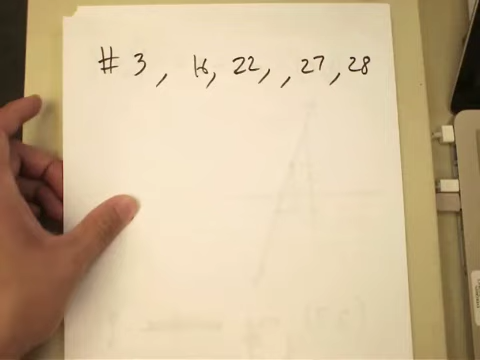 # 3, 16, 22,, 27, 28